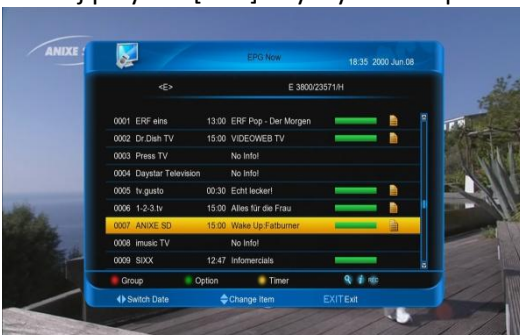 ANIXE
EPG Now
18:35 2000 Jun.08
<E>
E 3800/23571/H
0001 ERF eins 13:00 ERF Pop - Der Morgen
0002 Dr.Dish TV 15:00 VIDEOWEB TV
0003 Press TV No Info!
0004 Daystar Television No Info!
0005 tv.gusto 00:30 Echt lecker!
0006 1-2-3.tv 15:00 Alles für die Frau
0007 ANIXE SD 15:00 Wake Up:Fatburner
0008 imusic TV No Info!
0009 SIXX 12:47 Infomercials
Group Option Timer
Switch Date Change Item EXIT Exit